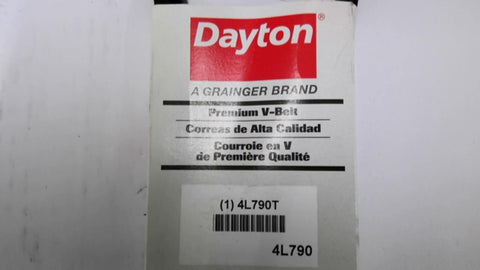 Dayton®
A GRAINGER BRAND
Premium V-Belt
Correas de Alta Calidad
Courroie en V
de Première Qualité
(1) 4L790T
4L790